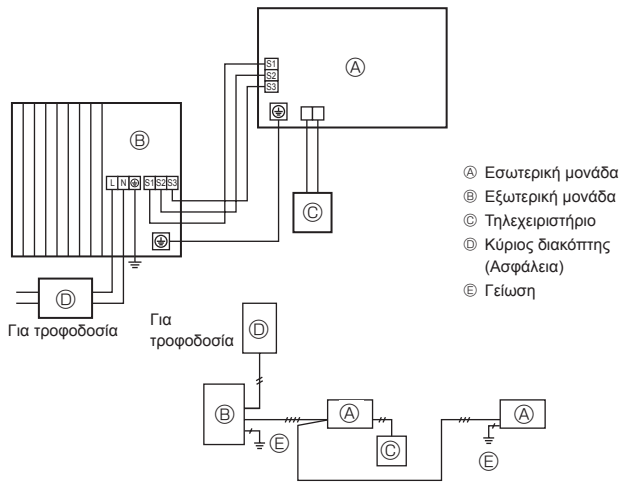 S1
S2
S3
Ⓐ
Ⓑ
L N S1 S2 S3
Ⓒ
Ⓓ
Για τροφοδοσία
Ⓐ Εσωτερική μονάδα
Ⓑ Εξωτερική μονάδα
Ⓒ Τηλεχειριστήριο
Ⓓ Κύριος διακόπτης
(Ασφάλεια)
Ⓔ Γείωση
Για
τροφοδοσία
Ⓓ
Ⓑ
Ⓐ
Ⓐ
Ⓔ
Ⓒ
Ⓔ